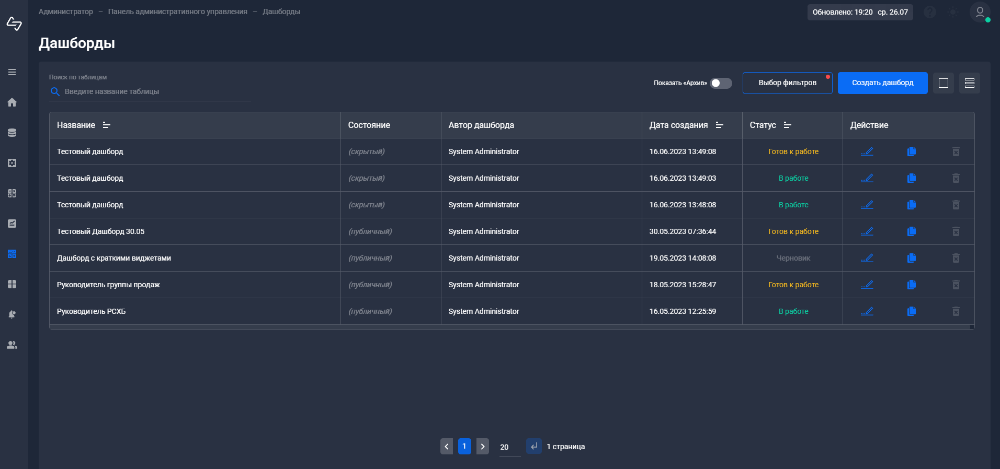 Администратор – Панель административного управления – Дашборды
Обновлено: 19:20 ср. 26.07
Дашборды
Поиск по таблицам
Введите название таблицы
Показать «Архив»
Выбор фильтров
Создать дашборд
Название Состояние Автор дашборда Дата создания Статус Действие
Тестовый дашборд (скрытый) System Administrator 16.06.2023 13:49:08 Готов к работе
Тестовый дашборд (скрытый) System Administrator 16.06.2023 13:49:03 В работе
Тестовый дашборд (скрытый) System Administrator 16.06.2023 13:48:08 В работе
Тестовый Дашборд 30.05 (публичный) System Administrator 30.05.2023 07:36:44 Готов к работе
Дашборд с краткими виджетами (публичный) System Administrator 19.05.2023 14:08:08 Черновик
Руководитель группы продаж (публичный) System Administrator 18.05.2023 15:28:47 Готов к работе
Руководитель РСХБ (публичный) System Administrator 16.05.2023 12:25:59 В работе
1 20 1 страница